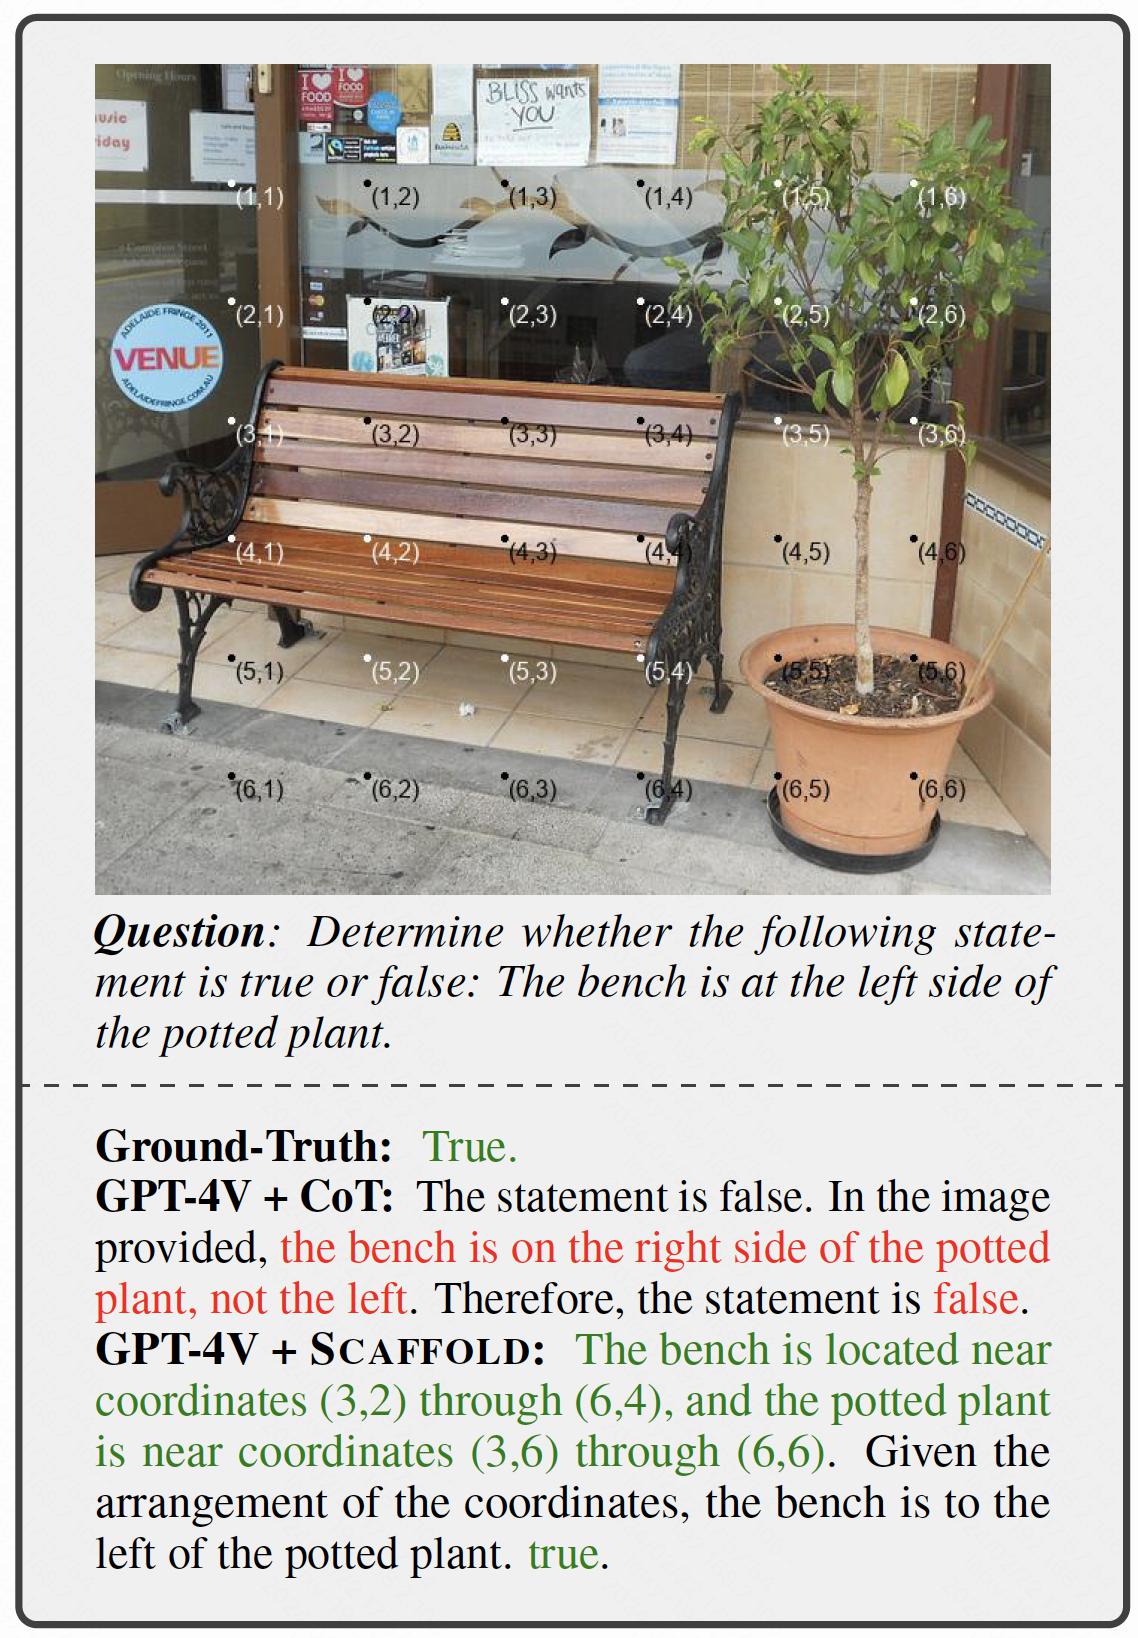 Opening Hours
I
FOOD
I
FOOD
BLISS wants
YOU
(1,1) (1,2) (1,3) (1,4) (1,5) (1,6)
(2,1) (2,2) (2,3) (2,4) (2,5) (2,6)
ADELAIDE FRINGE 2011
VENUE
ADELAIDEFRINGE.COM.AU
(3,1) (3,2) (3,3) (3,4) (3,5) (3,6)
(4,1) (4,2) (4,3) (4,4) (4,5) (4,6)
(5,1) (5,2) (5,3) (5,4) (5,5) (5,6)
(6,1) (6,2) (6,3) (6,4) (6,5) (6,6)
Question: Determine whether the following state-
ment is true or false: The bench is at the left side of
the potted plant.
Ground-Truth: True.
GPT-4V + CoT: The statement is false. In the image
provided, the bench is on the right side of the potted
plant, not the left. Therefore, the statement is false.
GPT-4V + SCAFFOLD: The bench is located near
coordinates (3,2) through (6,4), and the potted plant
is near coordinates (3,6) through (6,6). Given the
arrangement of the coordinates, the bench is to the
left of the potted plant. true.